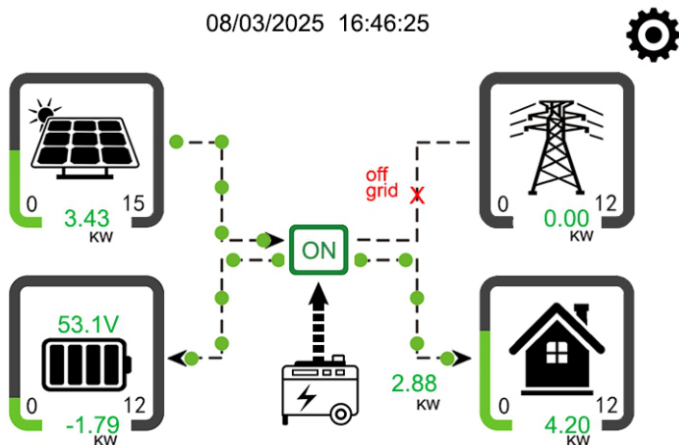 08/03/2025 16:46:25
0 15
3.43
KW
off
grid X
0 12
0.00
KW
ON
53.1V
0 12
-1.79
KW
2.88
KW
0 12
4.20
KW